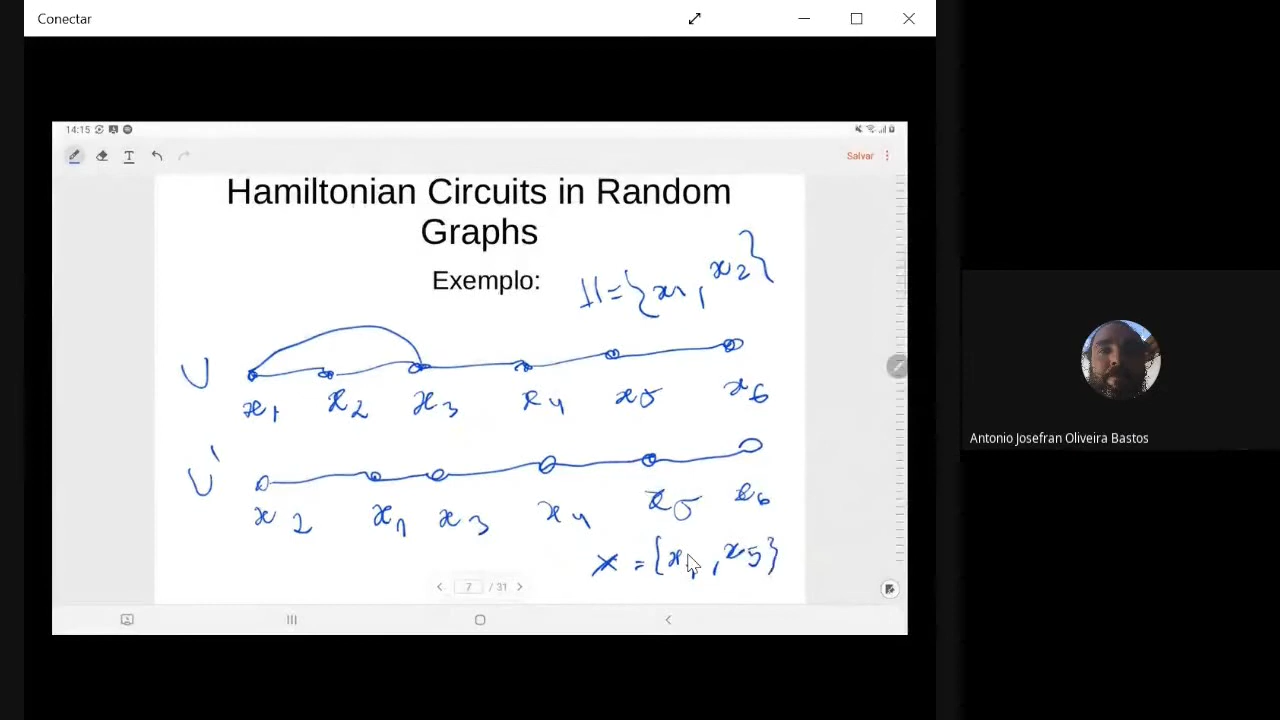 Conectar
14:15
Salvar
Hamiltonian Circuits in Random
Graphs
Exemplo:
H={x1, x2}
U
x1 x2 x3 x4 x5 x6
U'
x2 x1 x3 x4 x5 x6
x = {x, , x5}
7 / 31
Antonio Josefran Oliveira Bastos